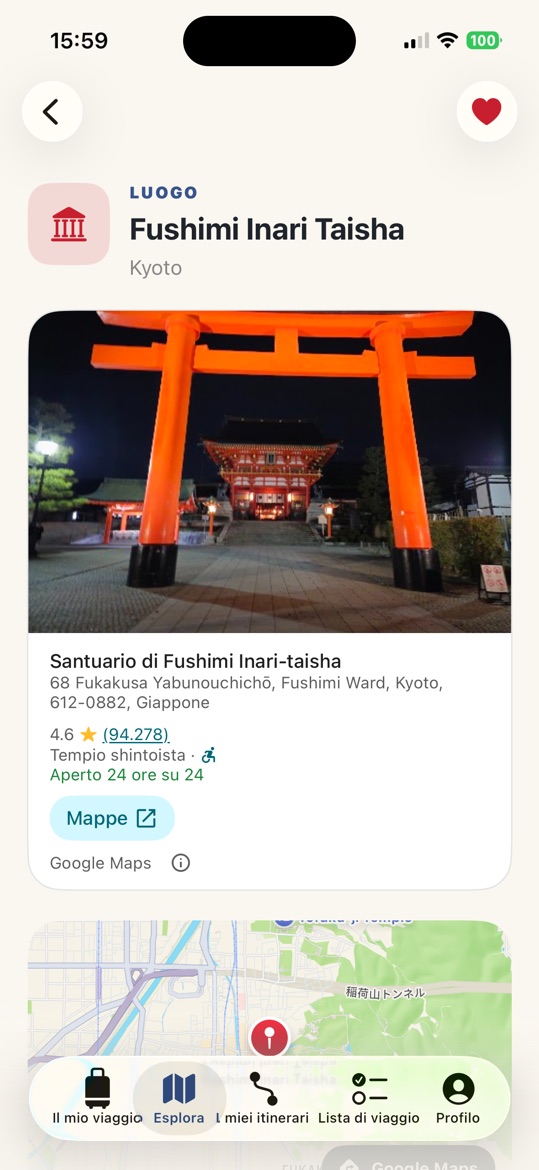 15:59
100
LUOGO
Fushimi Inari Taisha
Kyoto
Santuario di Fushimi Inari-taisha
68 Fukakusa Yabunouchichō, Fushimi Ward, Kyoto,
612-0882, Giappone
4.6 (94.278)
Tempio shintoista ·
Aperto 24 ore su 24
Mappe
Google Maps
稲荷山トンネル
Il mio viaggio
Esplora
I miei itinerari
Lista di viaggio
Profilo
Google Maps